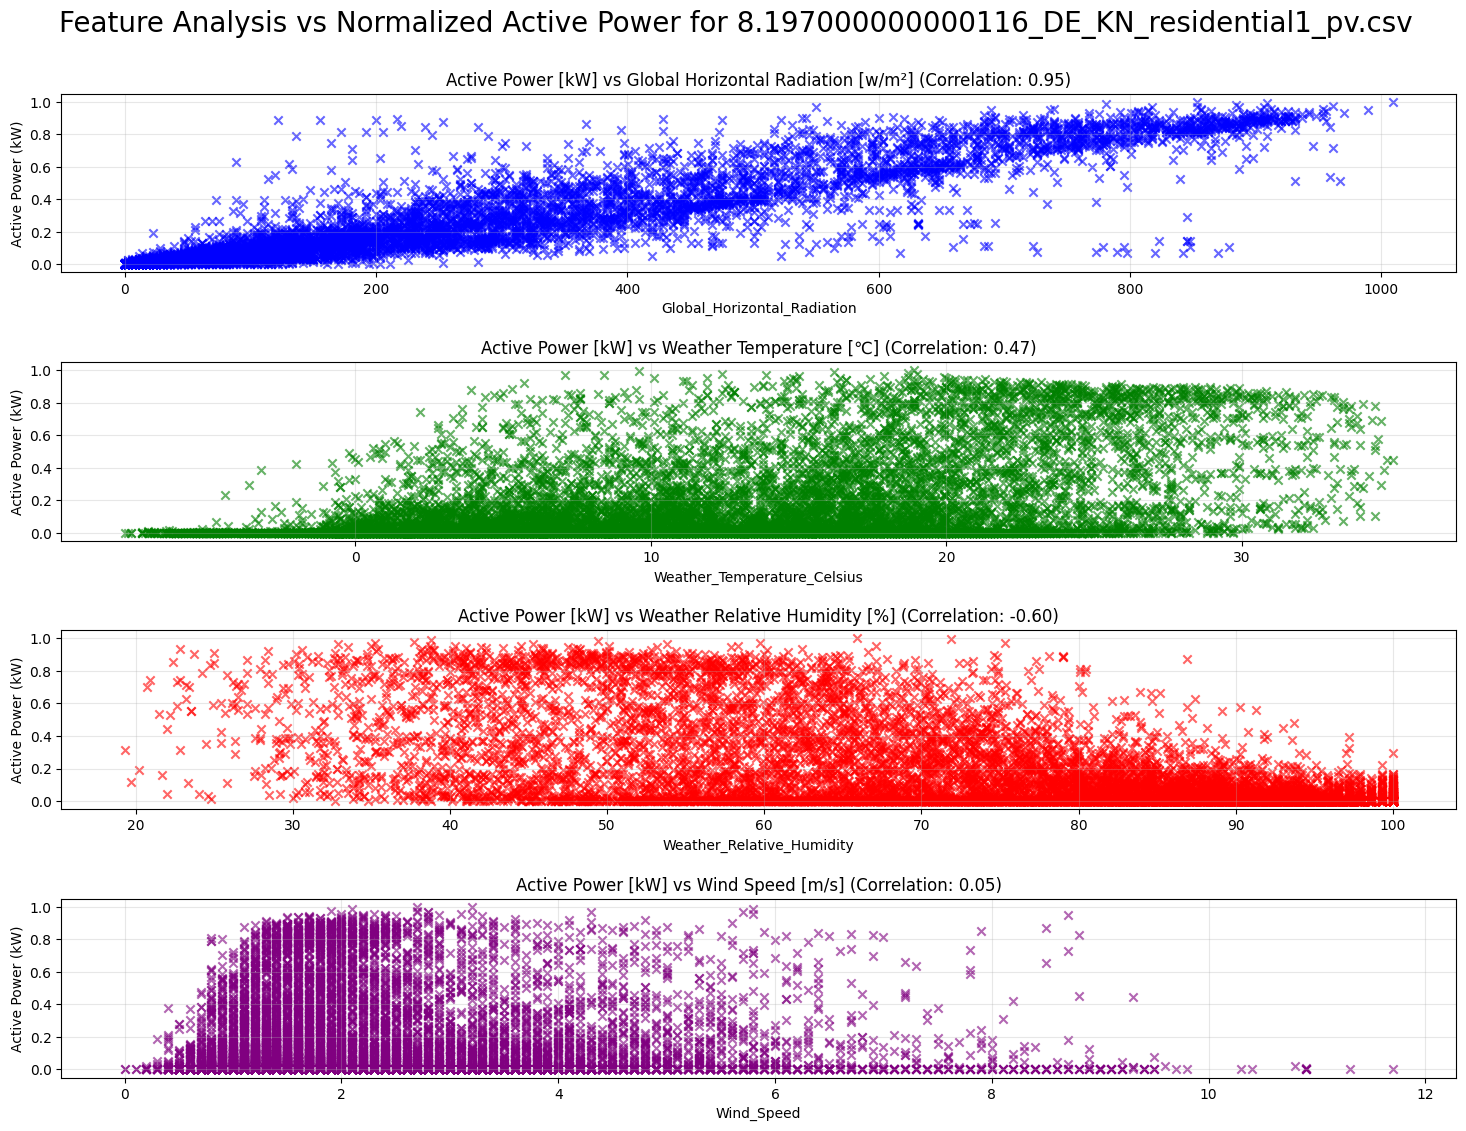 Feature Analysis vs Normalized Active Power for 8.197000000000116_DE_KN_residential1_pv.csv
Active Power [kW] vs Global Horizontal Radiation [w/m²] (Correlation: 0.95)
Active Power (kW)
1.0
0.8
0.6
0.4
0.2
0.0
0 200 400 600 800 1000
Global_Horizontal_Radiation
Active Power [kW] vs Weather Temperature [℃] (Correlation: 0.47)
Active Power (kW)
1.0
0.8
0.6
0.4
0.2
0.0
0 10 20 30
Weather_Temperature_Celsius
Active Power [kW] vs Weather Relative Humidity [%] (Correlation: -0.60)
Active Power (kW)
1.0
0.8
0.6
0.4
0.2
0.0
20 30 40 50 60 70 80 90 100
Weather_Relative_Humidity
Active Power [kW] vs Wind Speed [m/s] (Correlation: 0.05)
Active Power (kW)
1.0
0.8
0.6
0.4
0.2
0.0
0 2 4 6 8 10 12
Wind_Speed